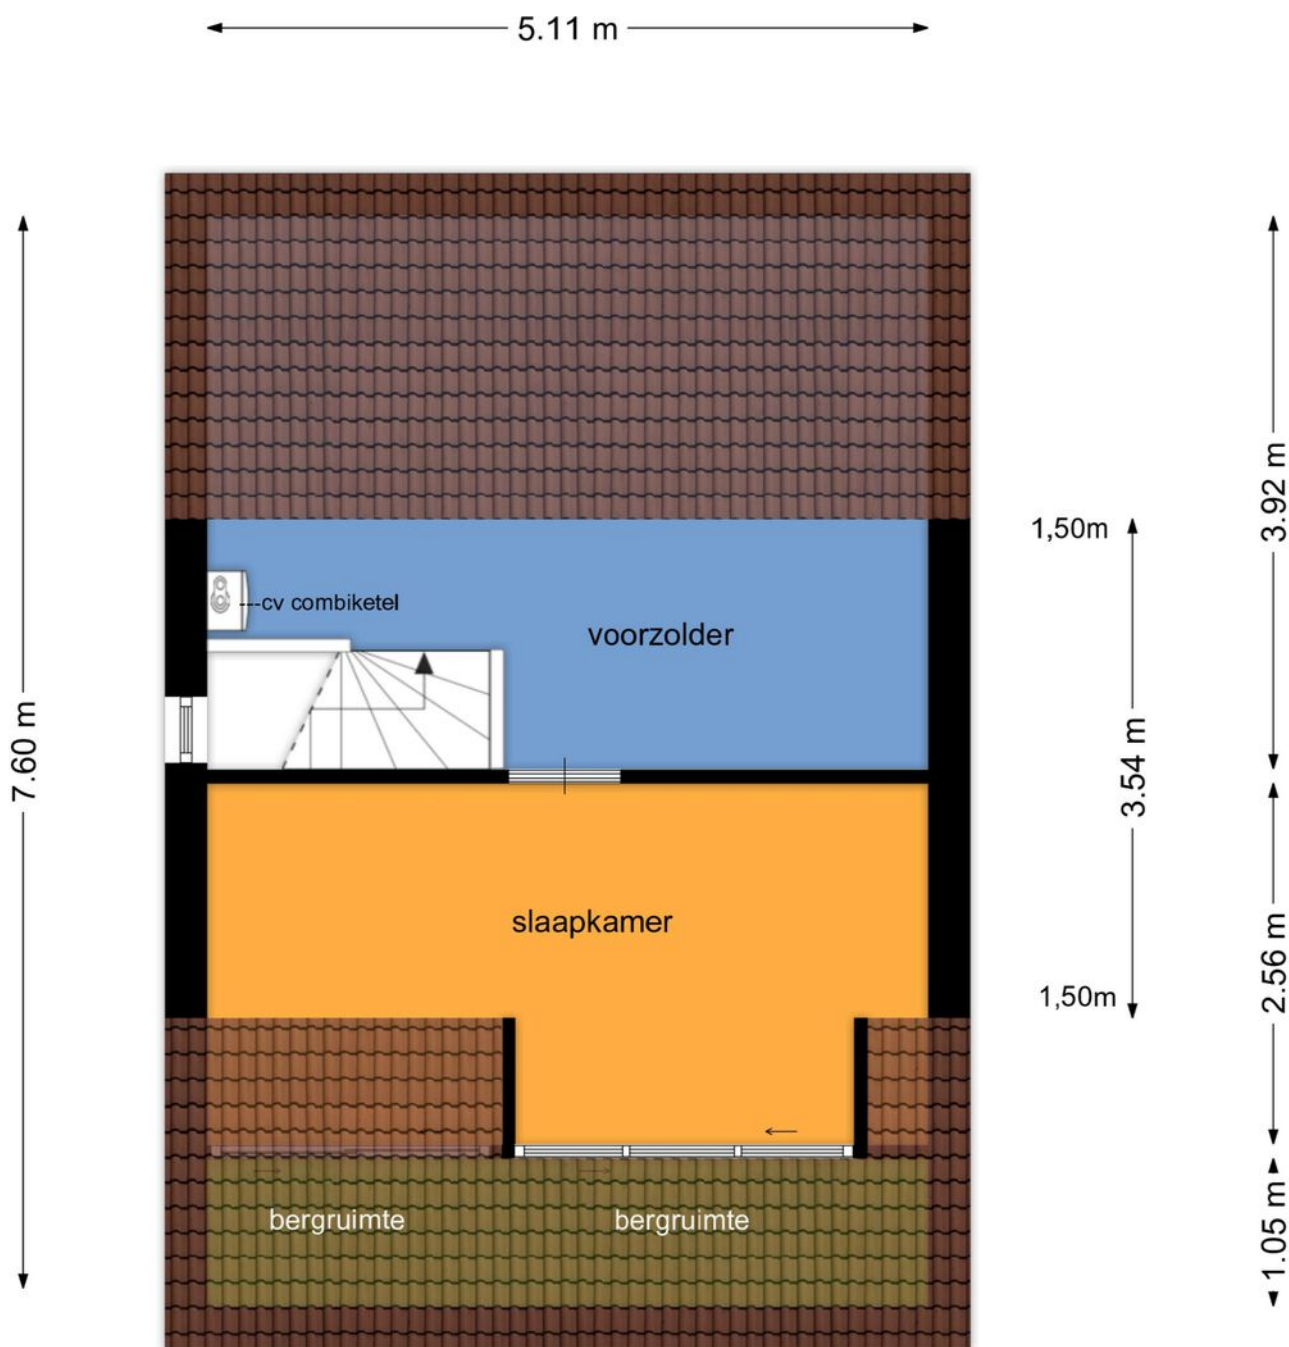 5.11 m
3.92 m
1,50m
cv combiketel
voorzolder
7.60 m
3.54 m
slaapkamer
2.56 m
1,50m
bergruimte
bergruimte
1.05 m